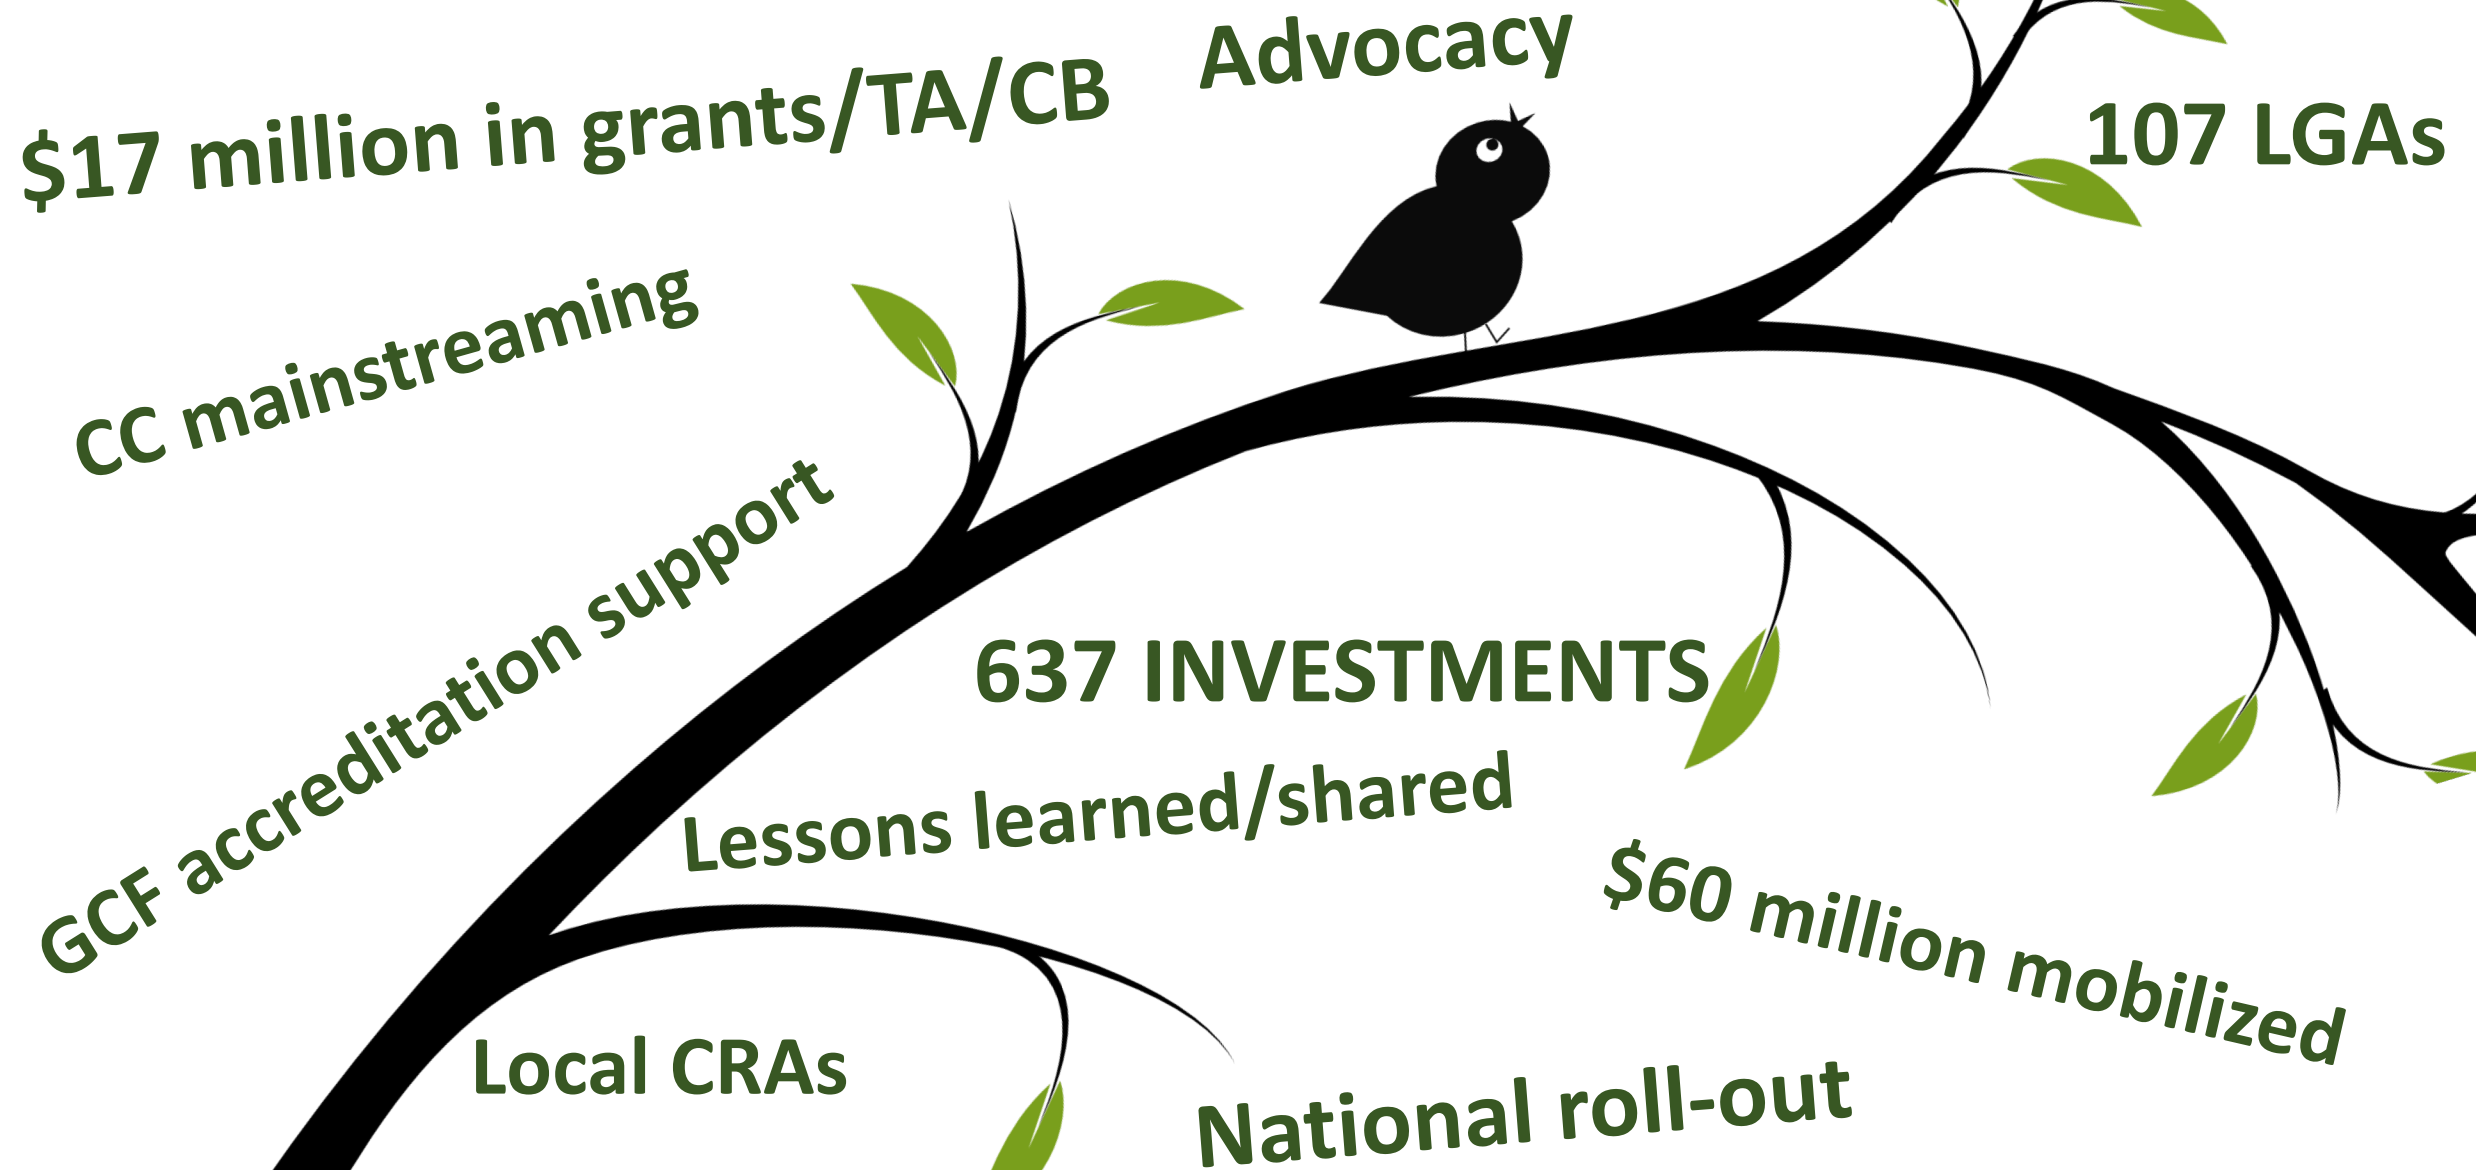 Advocacy
$17 million in grants/TA/CB
107 LGAs
CC mainstreaming
GCF accreditation support
637 INVESTMENTS
Lessons learned/shared
$60 million mobilized
Local CRAs
National roll-out